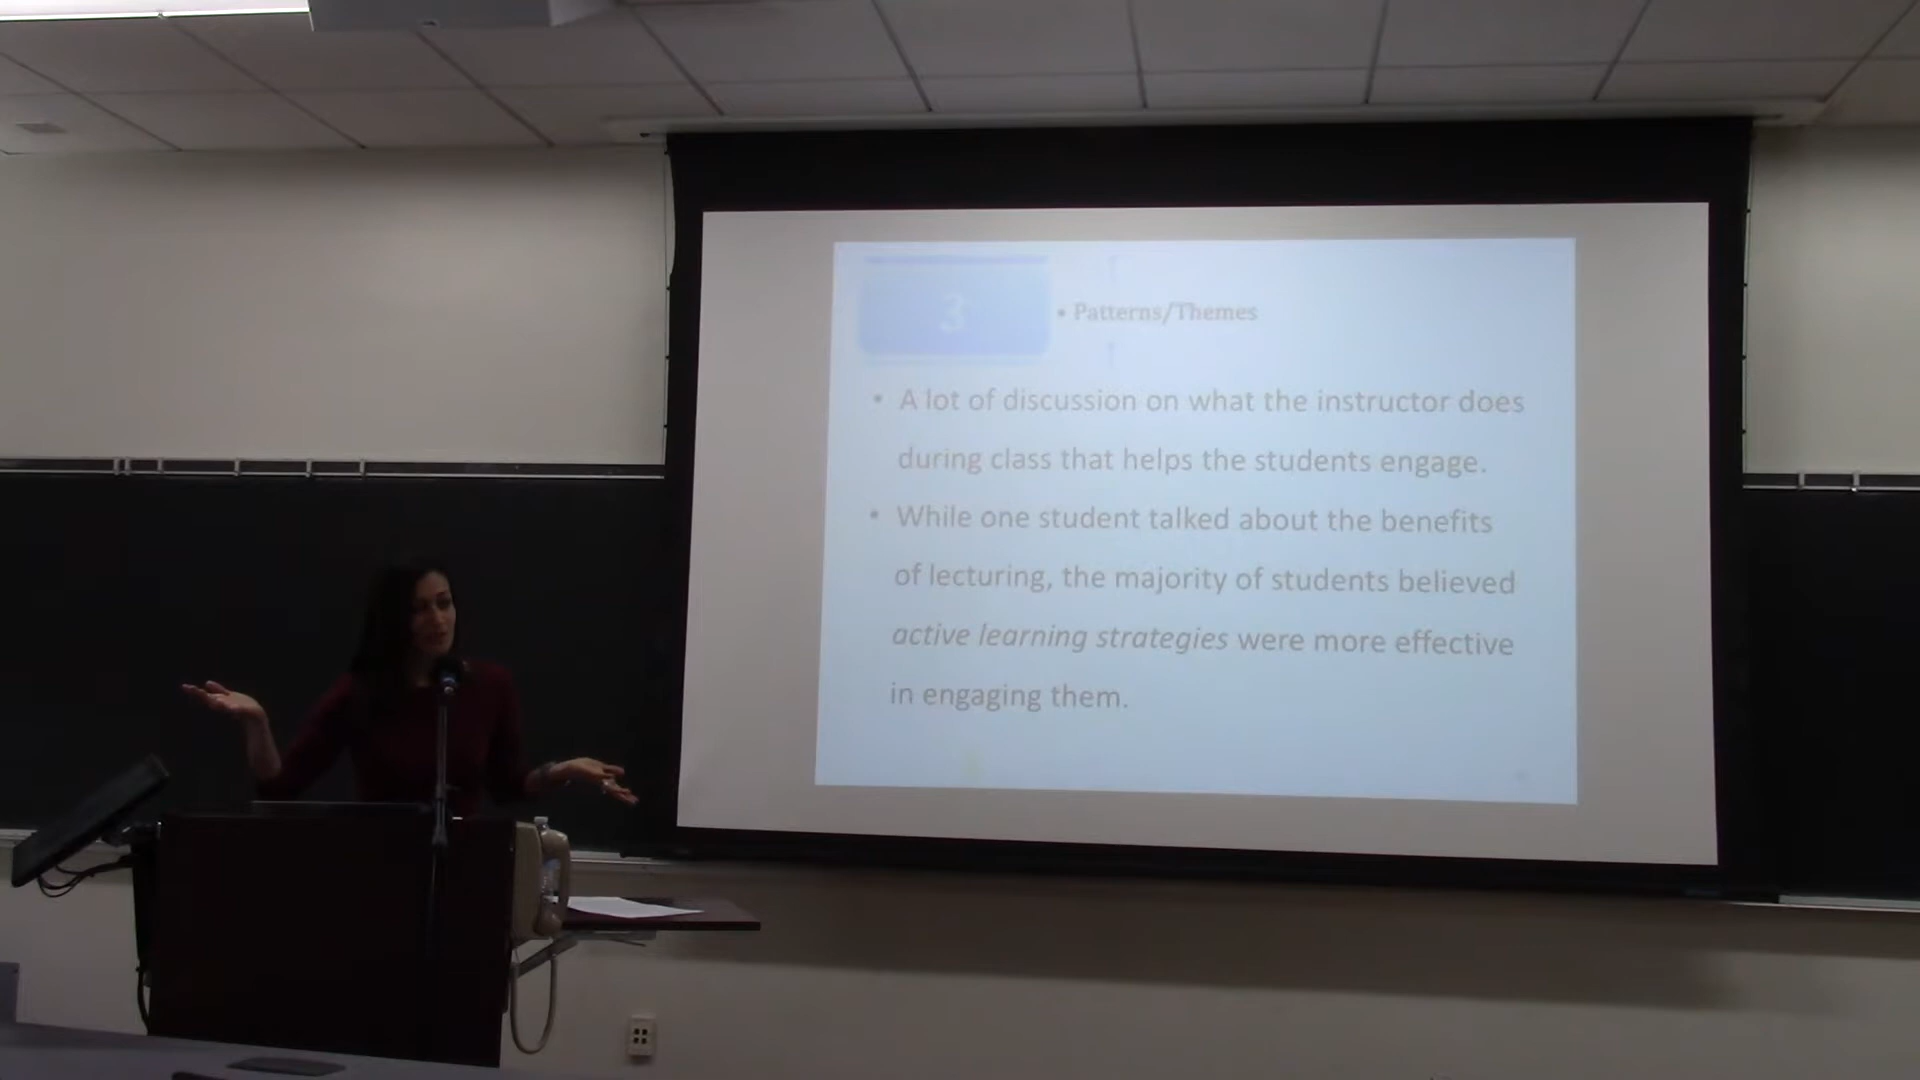 3
• Patterns/Themes
• A lot of discussion on what the instructor does
during class that helps the students engage.
• While one student talked about the benefits
of lecturing, the majority of students believed
active learning strategies were more effective
in engaging them.